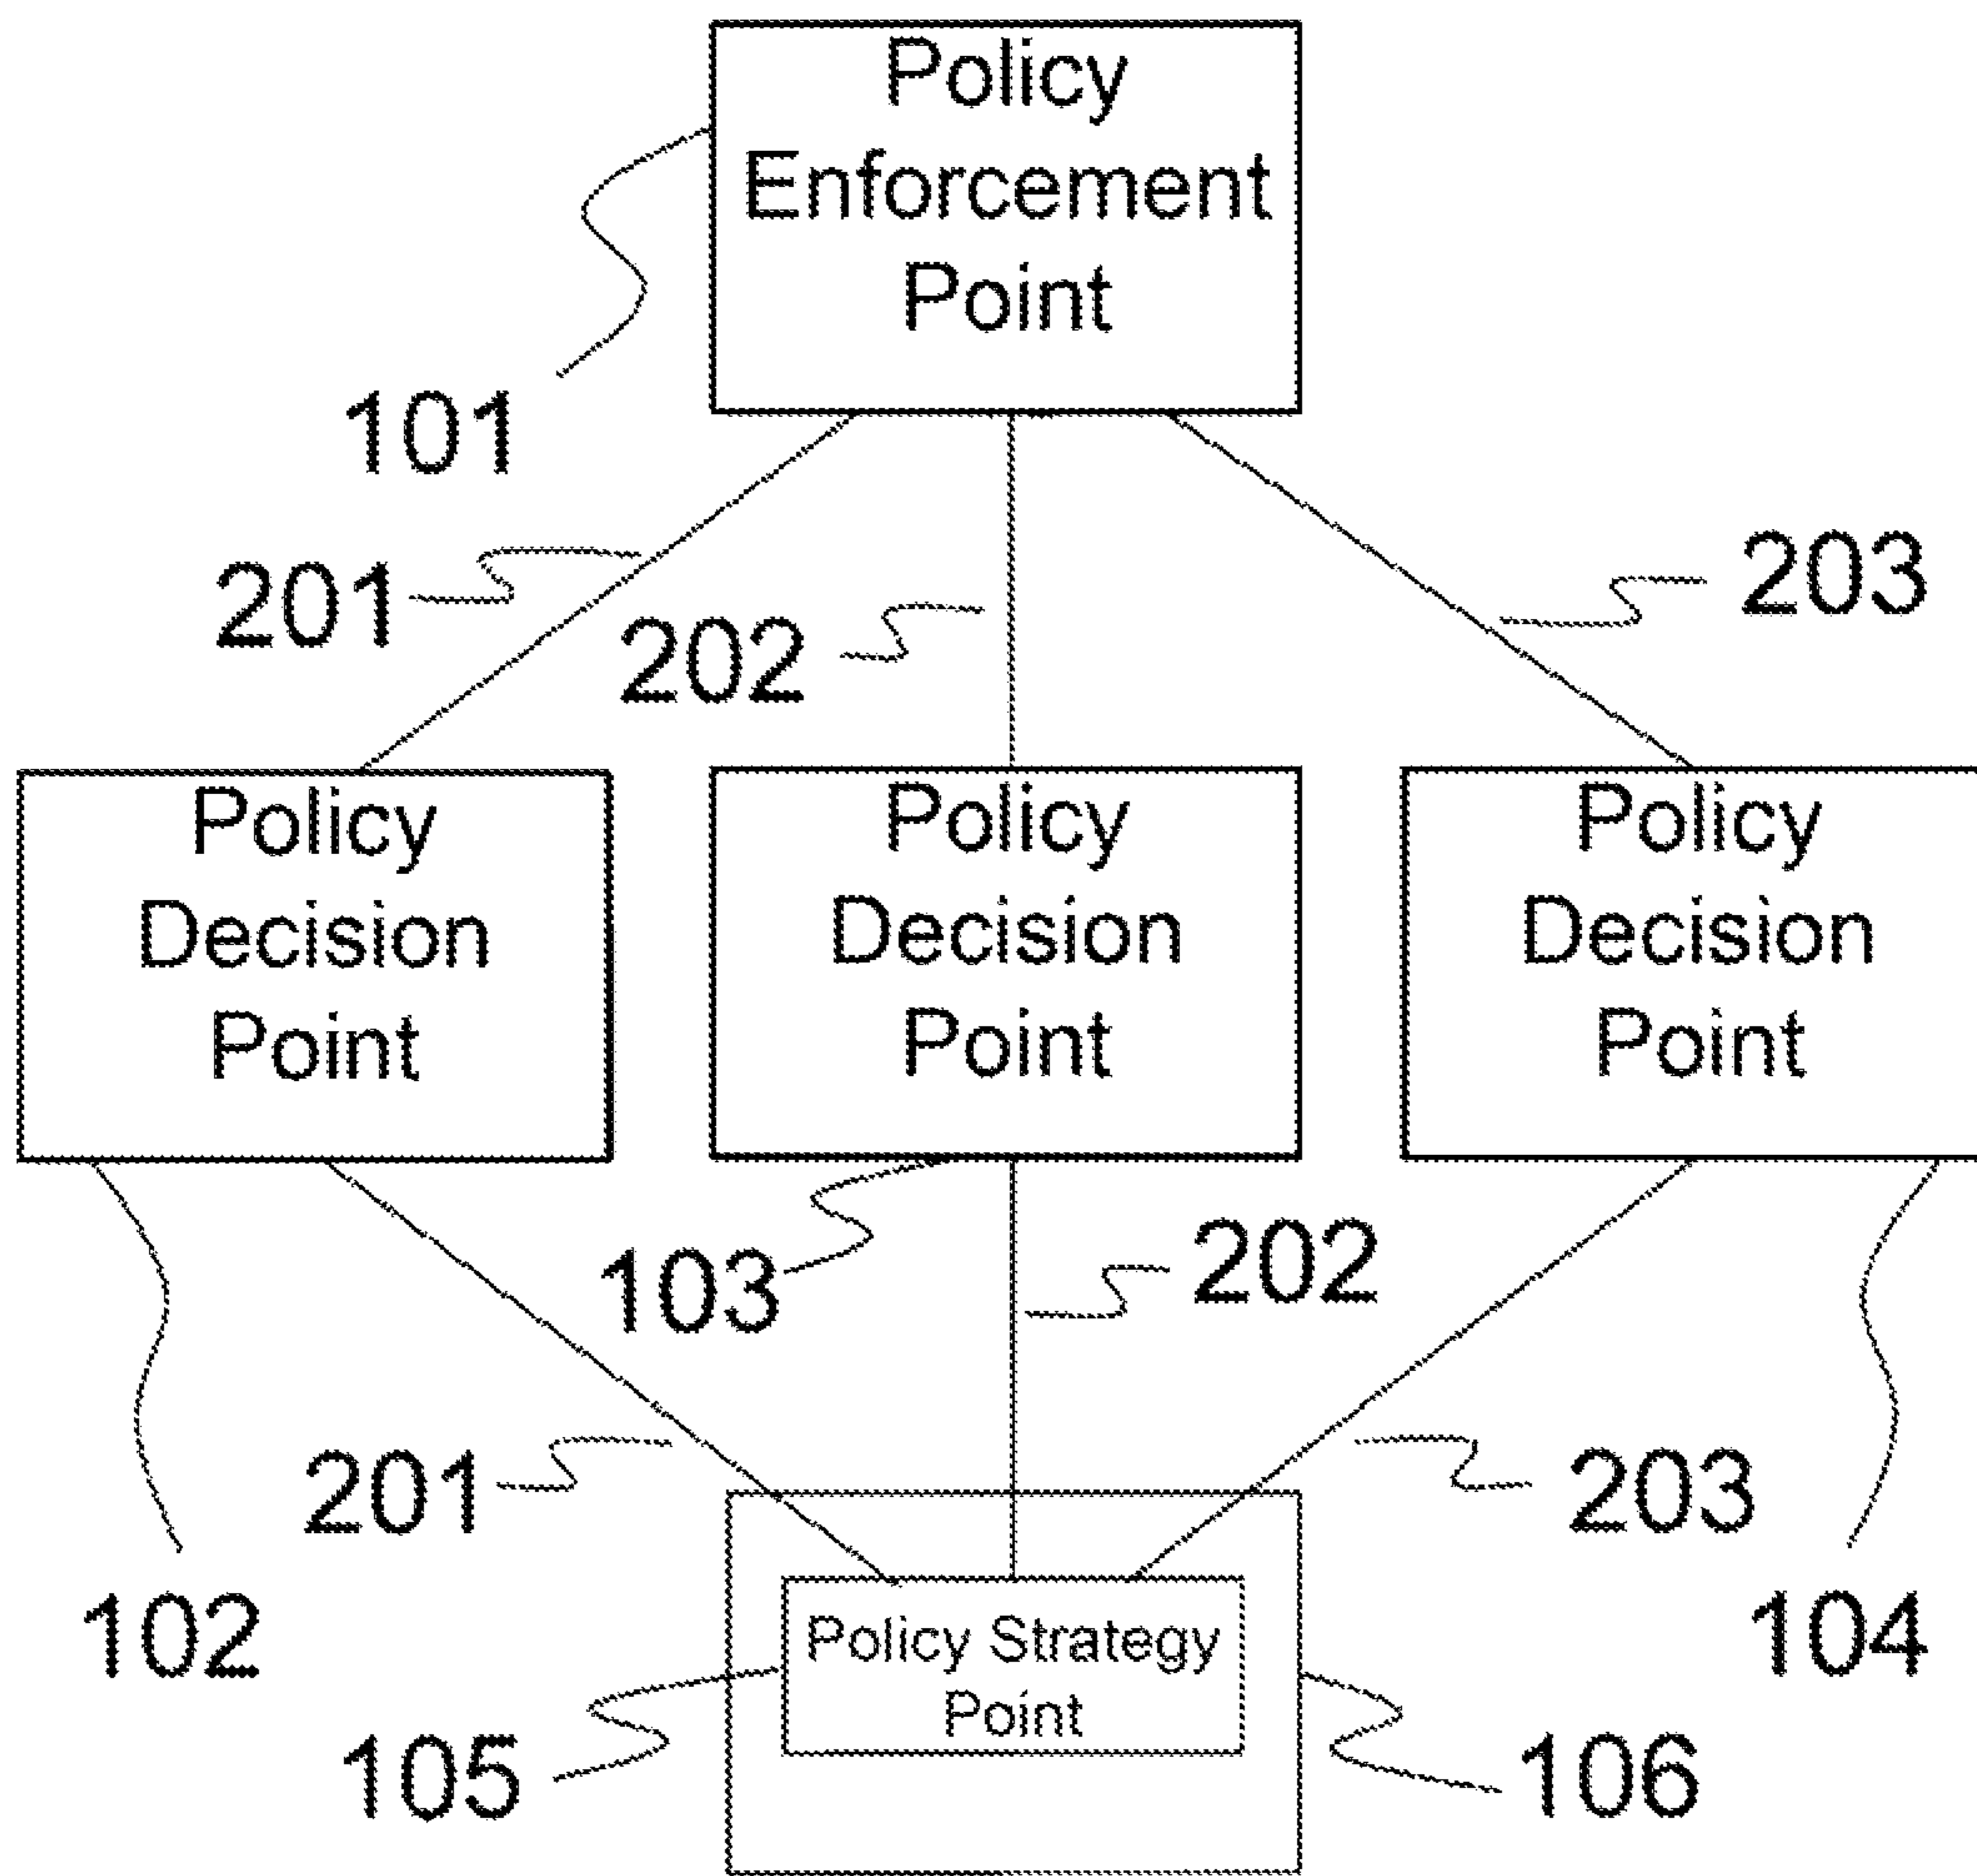 Policy
Enforcement
Point
101
201
202
203
Policy
Decision
Point
Policy
Decision
Point
Policy
Decision
Point
103
202
201
203
102
104
Policy Strategy
Point
105
106